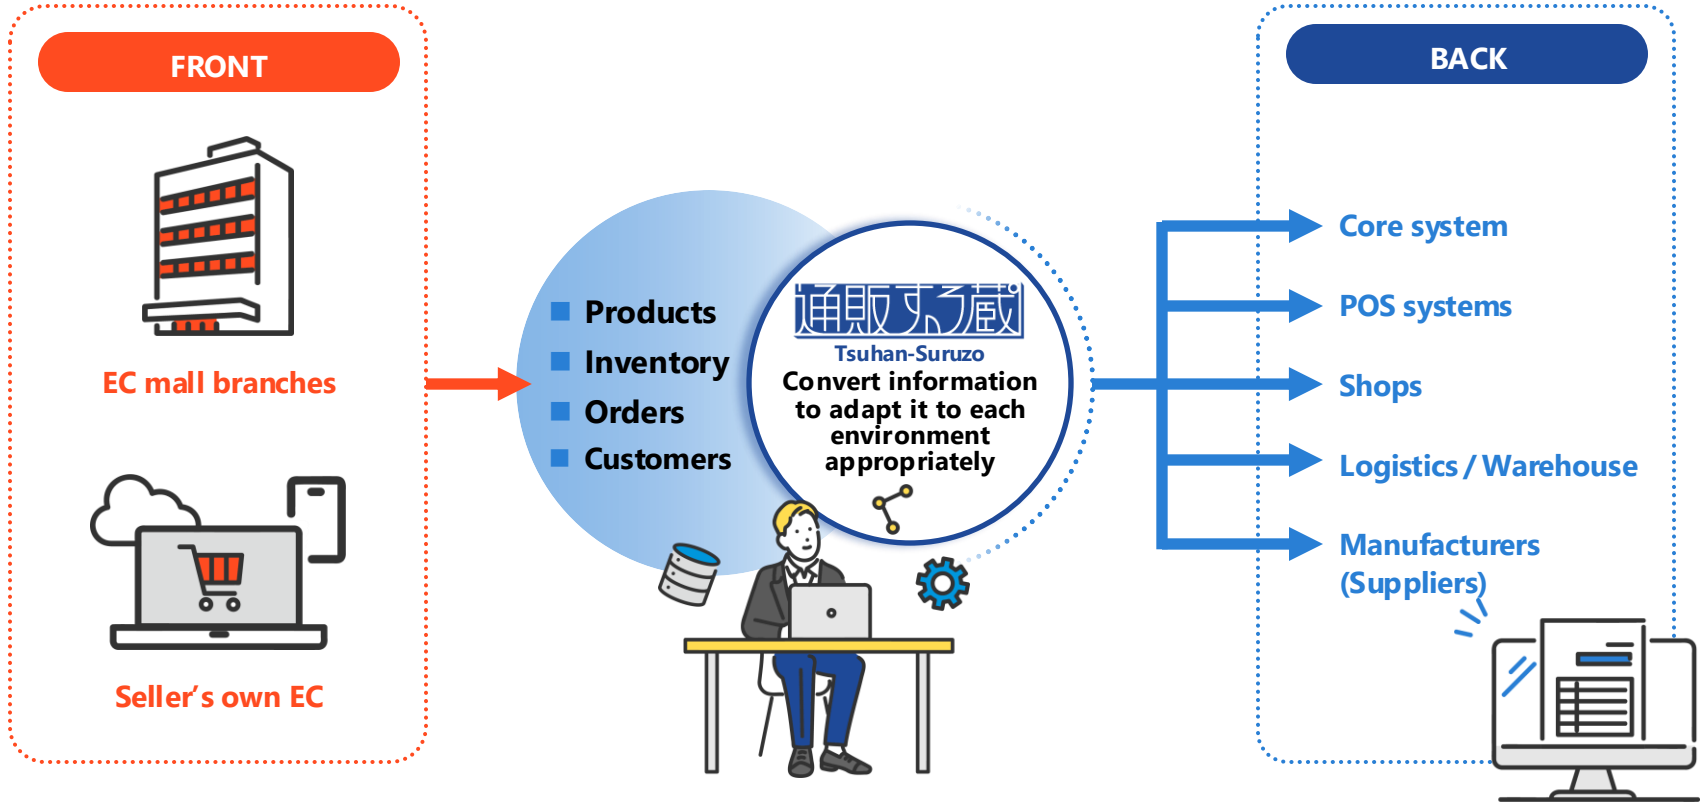 FRONT
EC mall branches
Seller's own EC
Products
Inventory
Orders
Customers
通販する蔵
Tsuhan-Suruzo
Convert information
to adapt it to each
environment
appropriately
BACK
Core system
POS systems
Shops
Logistics / Warehouse
Manufacturers
(Suppliers)